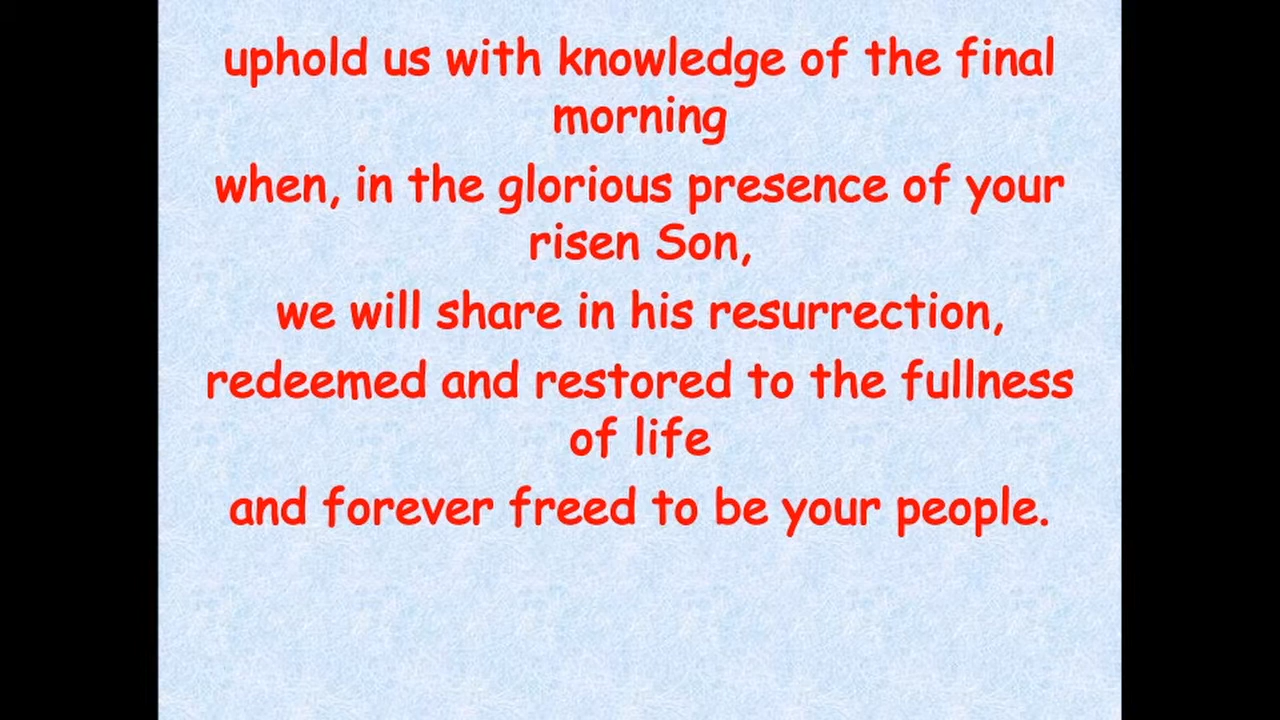 uphold us with knowledge of the final
morning
when, in the glorious presence of your
risen Son,
we will share in his resurrection,
redeemed and restored to the fullness
of life
and forever freed to be your people.